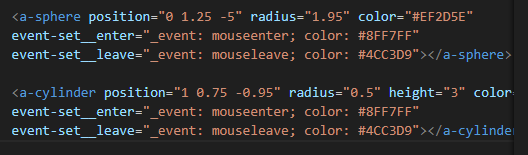 <a-sphere position="0 1.25 -5" radius="1.95" color="#EF2D5E"
event-set__enter="_event: mouseenter; color: #8FF7FF"
event-set__leave="_event: mouseleave; color: #4CC3D9"></a-sphere>
<a-cylinder position="1 0.75 -0.95" radius="0.5" height="3" color=
event-set__enter="_event: mouseenter; color: #8FF7FF"
event-set__leave="_event: mouseleave; color: #4CC3D9"></a-cylinder